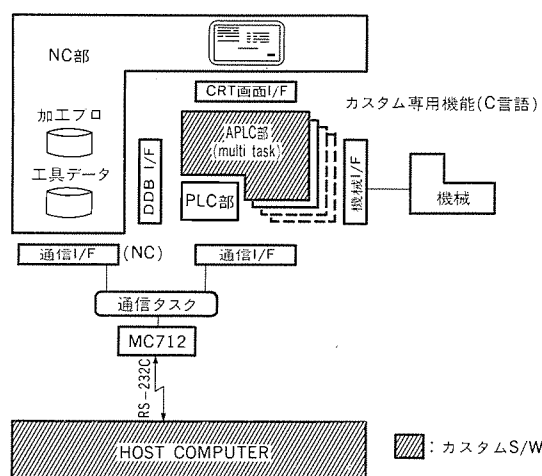 NC部
CRT画面I/F
カスタム専用機能(C言語)
加工プロ
工具データ
DDB I/F
APLC部
(multi task)
PLC部
機械I/F
機械
通信I/F
(NC)
通信I/F
通信タスク
MC712
RS-232C
HOST COMPUTER
:カスタムS/W